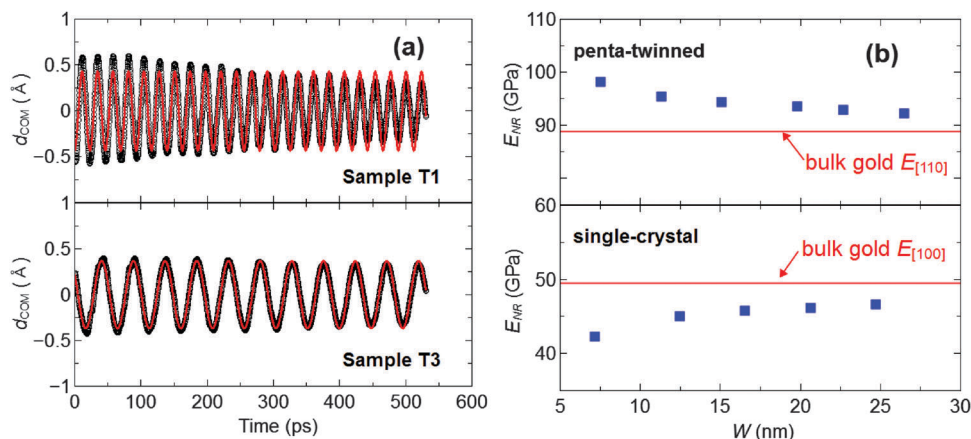 (a)
1
0.5
0
-0.5
d_COM (Å)
Sample T1
1
0.5
0
-0.5
-1
d_COM (Å)
Sample T3
0 100 200 300 400 500 600
Time (ps)
(b)
penta-twinned
110
100
90
E_NR (GPa)
bulk gold E_[110]
60
50
40
E_NR (GPa)
single-crystal
bulk gold E_[100]
5 10 15 20 25 30
W (nm)